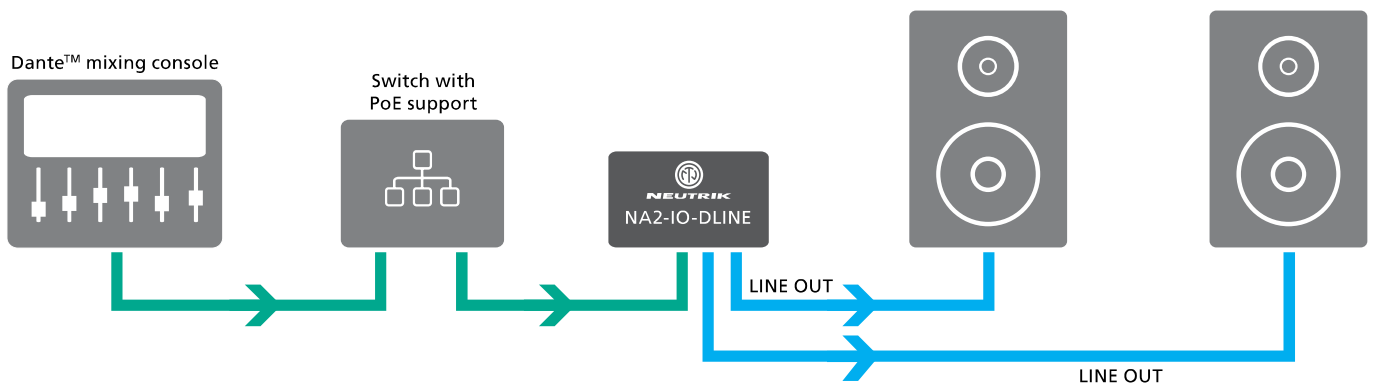 Dante™ mixing console
Switch with
PoE support
NEUTRIK
NA2-IO-DLINE
LINE OUT
LINE OUT